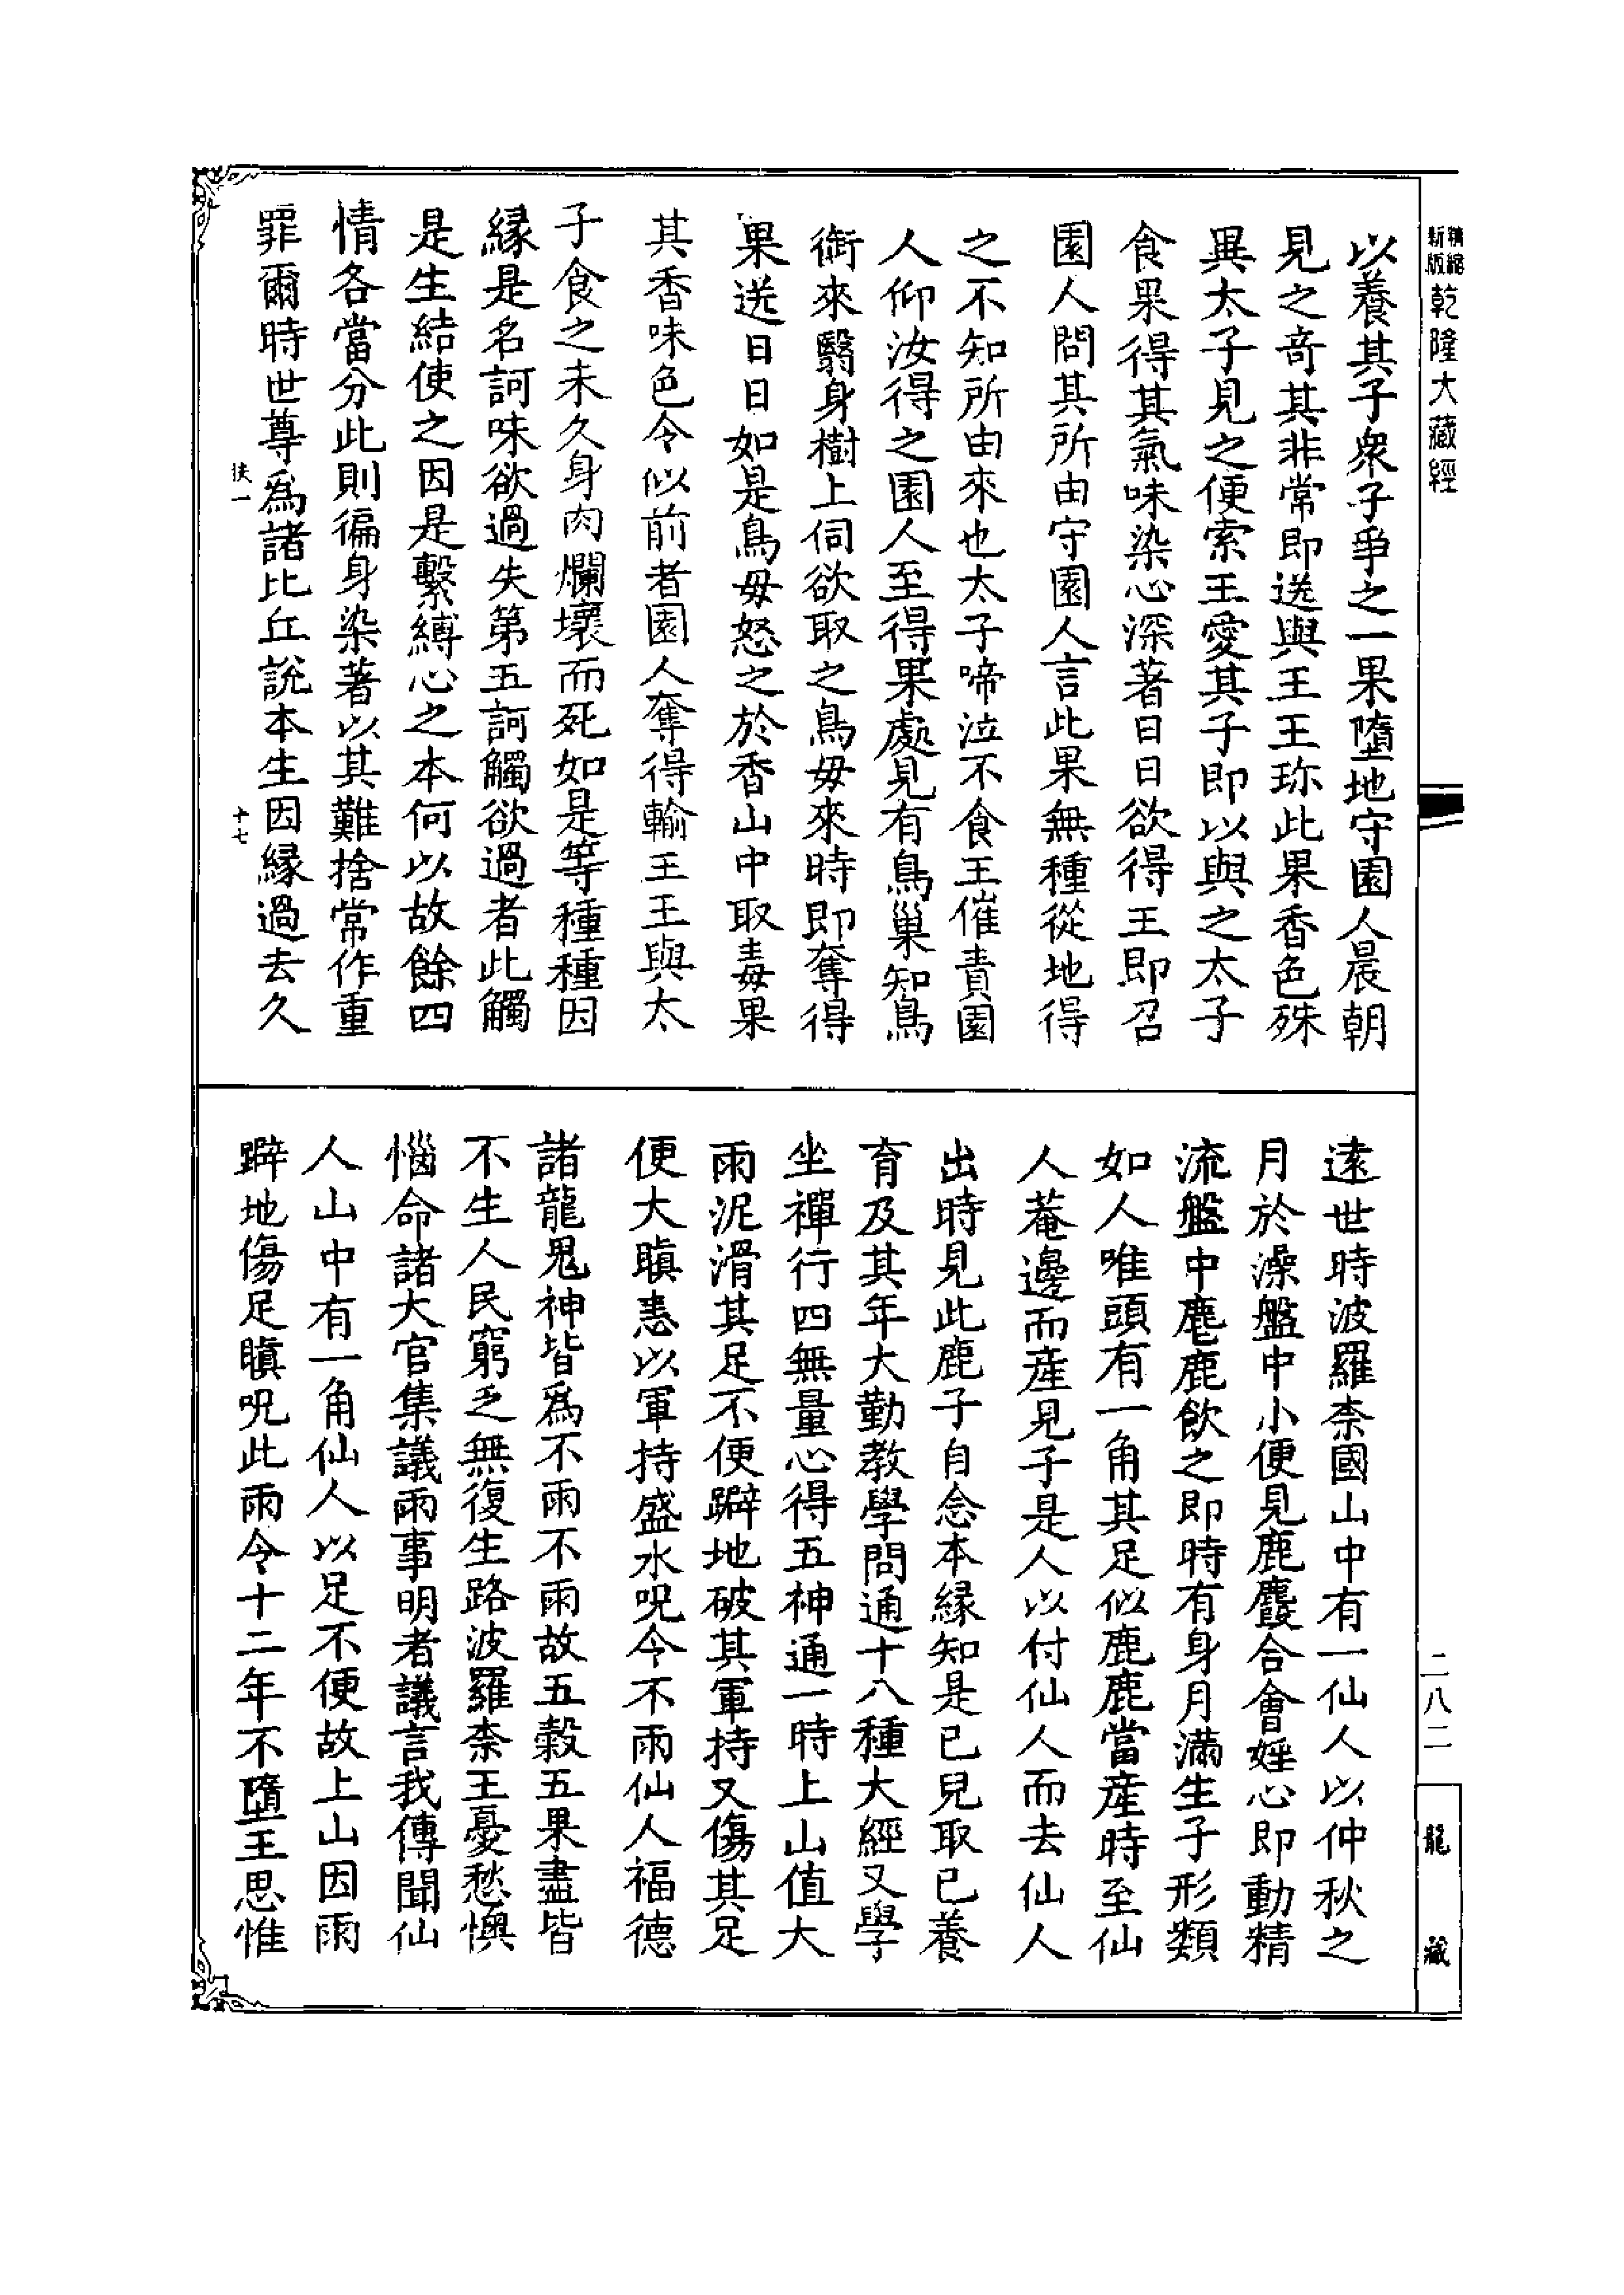 精縮新版乾隆大藏經
以養其子衆子爭之一果墮地守園人晨朝
見之奇其非常即送與王王珎此果香色殊
異太子見之便索王愛其子即以與之太子
食果得其氣味染心深著日日欲得王即召
園人問其所由守園人言此果無種從地得
之不知所由來也太子啼泣不食王催責園
人仰汝得之園人至得果處見有鳥巢知鳥
銜來翳身樹上伺欲取之鳥母來時即奪得
果送日日如是鳥母怒之於香山中取毒果
其香味色令似前者園人奪得輸王王與太
子食之未久身肉爛壞而死如是等種種因
緣是名訶味欲過失第五訶觸欲過者此觸
是生結使之因是繫縛心之本何以故餘四
情各當分此則徧身染著以其難捨常作重
罪爾時世尊爲諸比丘說本生因緣過去久
狹一
十七
遠世時波羅柰國山中有一仙人以仲秋之
月於澡盤中小便見鹿麚合會婬心即動精
流盤中麀鹿飲之即時有身月滿生子形類
如人唯頭有一角其足似鹿鹿當產時至仙
人菴邊而產見子是人以付仙人而去仙人
出時見此鹿子自念本緣知是已兒取已養
育及其年大勤教學問通十八種大經又學
坐禪行四無量心得五神通一時上山值大
雨泥滑其足不便躃地破其軍持又傷其足
便大瞋恚以軍持盛水呪令不雨仙人福德
諸龍鬼神皆爲不雨不雨故五穀五果盡皆
不生人民窮乏無復生路波羅柰王憂愁懊
惱命諸大官集議雨事明者議言我傳聞仙
人山中有一角仙人以足不便故上山因雨
躃地傷足瞋呪此雨令十二年不墮王思惟
二八二
龍藏